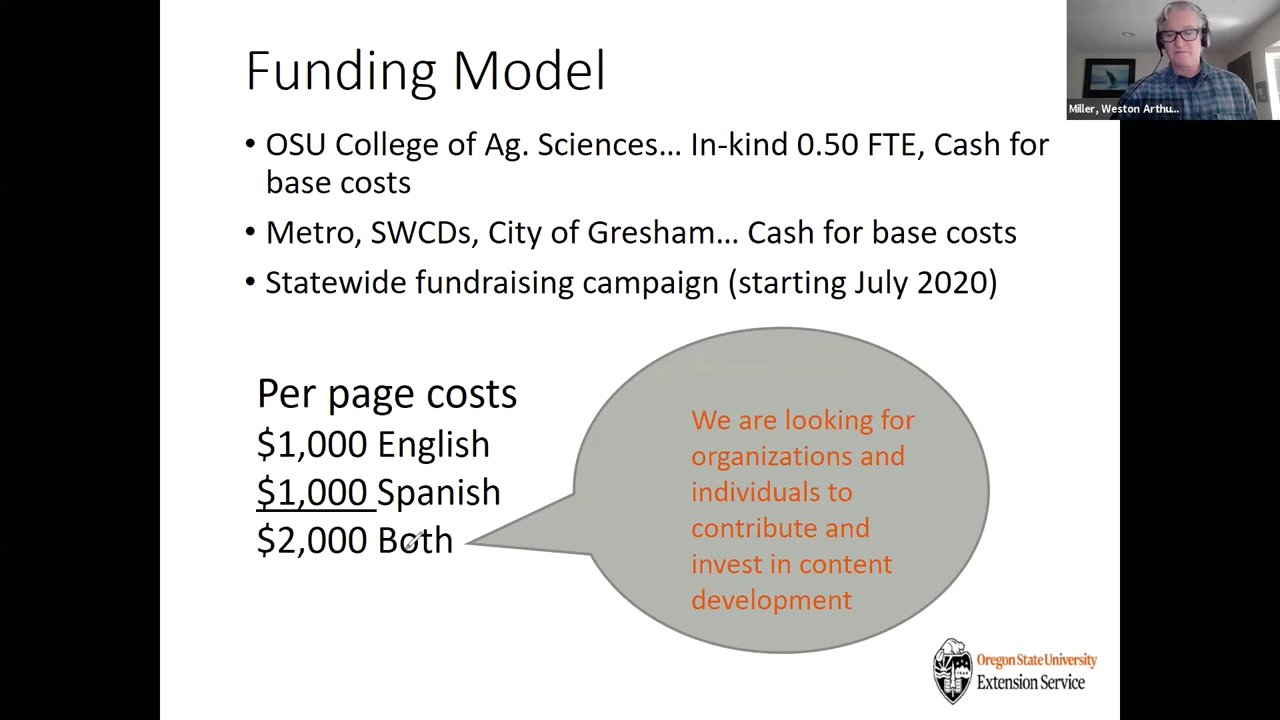 Funding Model
• OSU College of Ag. Sciences... In-kind 0.50 FTE, Cash for
base costs
• Metro, SWCDs, City of Gresham... Cash for base costs
• Statewide fundraising campaign (starting July 2020)
Per page costs
$1,000 English
$1,000 Spanish
$2,000 Both
We are looking for
organizations and
individuals to
contribute and
invest in content
development
Miller, Weston Arthu...
Oregon State University
Extension Service